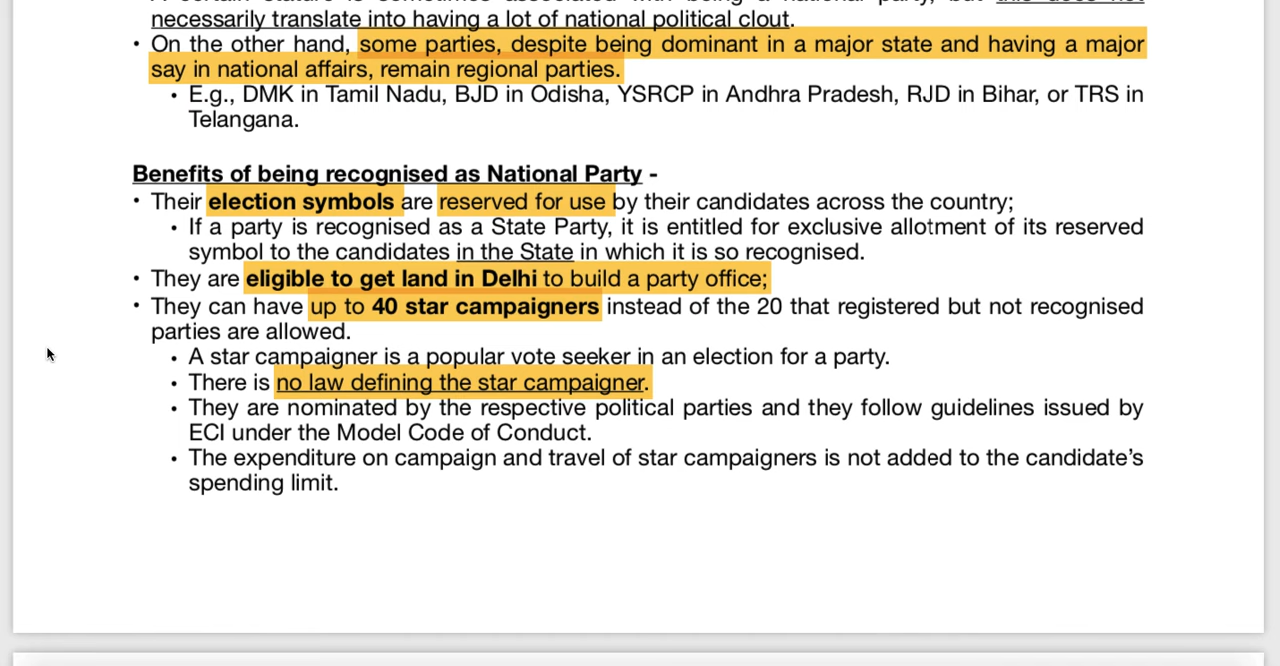 necessarily translate into having a lot of national political clout.
• On the other hand, some parties, despite being dominant in a major state and having a major
say in national affairs, remain regional parties.
• E.g., DMK in Tamil Nadu, BJD in Odisha, YSRCP in Andhra Pradesh, RJD in Bihar, or TRS in
Telangana.
Benefits of being recognised as National Party -
• Their election symbols are reserved for use by their candidates across the country;
• If a party is recognised as a State Party, it is entitled for exclusive allotment of its reserved
symbol to the candidates in the State in which it is so recognised.
• They are eligible to get land in Delhi to build a party office;
• They can have up to 40 star campaigners instead of the 20 that registered but not recognised
parties are allowed.
• A star campaigner is a popular vote seeker in an election for a party.
• There is no law defining the star campaigner.
• They are nominated by the respective political parties and they follow guidelines issued by
ECI under the Model Code of Conduct.
• The expenditure on campaign and travel of star campaigners is not added to the candidate's
spending limit.